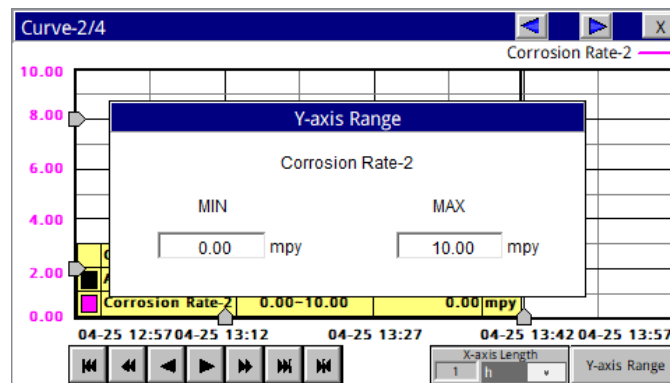 Curve-2/4 X
Corrosion Rate-2
10.00
8.00
Y-axis Range
Corrosion Rate-2
6.00
MIN MAX
4.00
0.00 mpy 10.00 mpy
2.00
Corrosion Rate-2 0.00-10.00 0.00 mpy
0.00
04-25 12:57 04-25 13:12 04-25 13:27 04-25 13:42 04-25 13:57
X-axis Length
1 h Y-axis Range